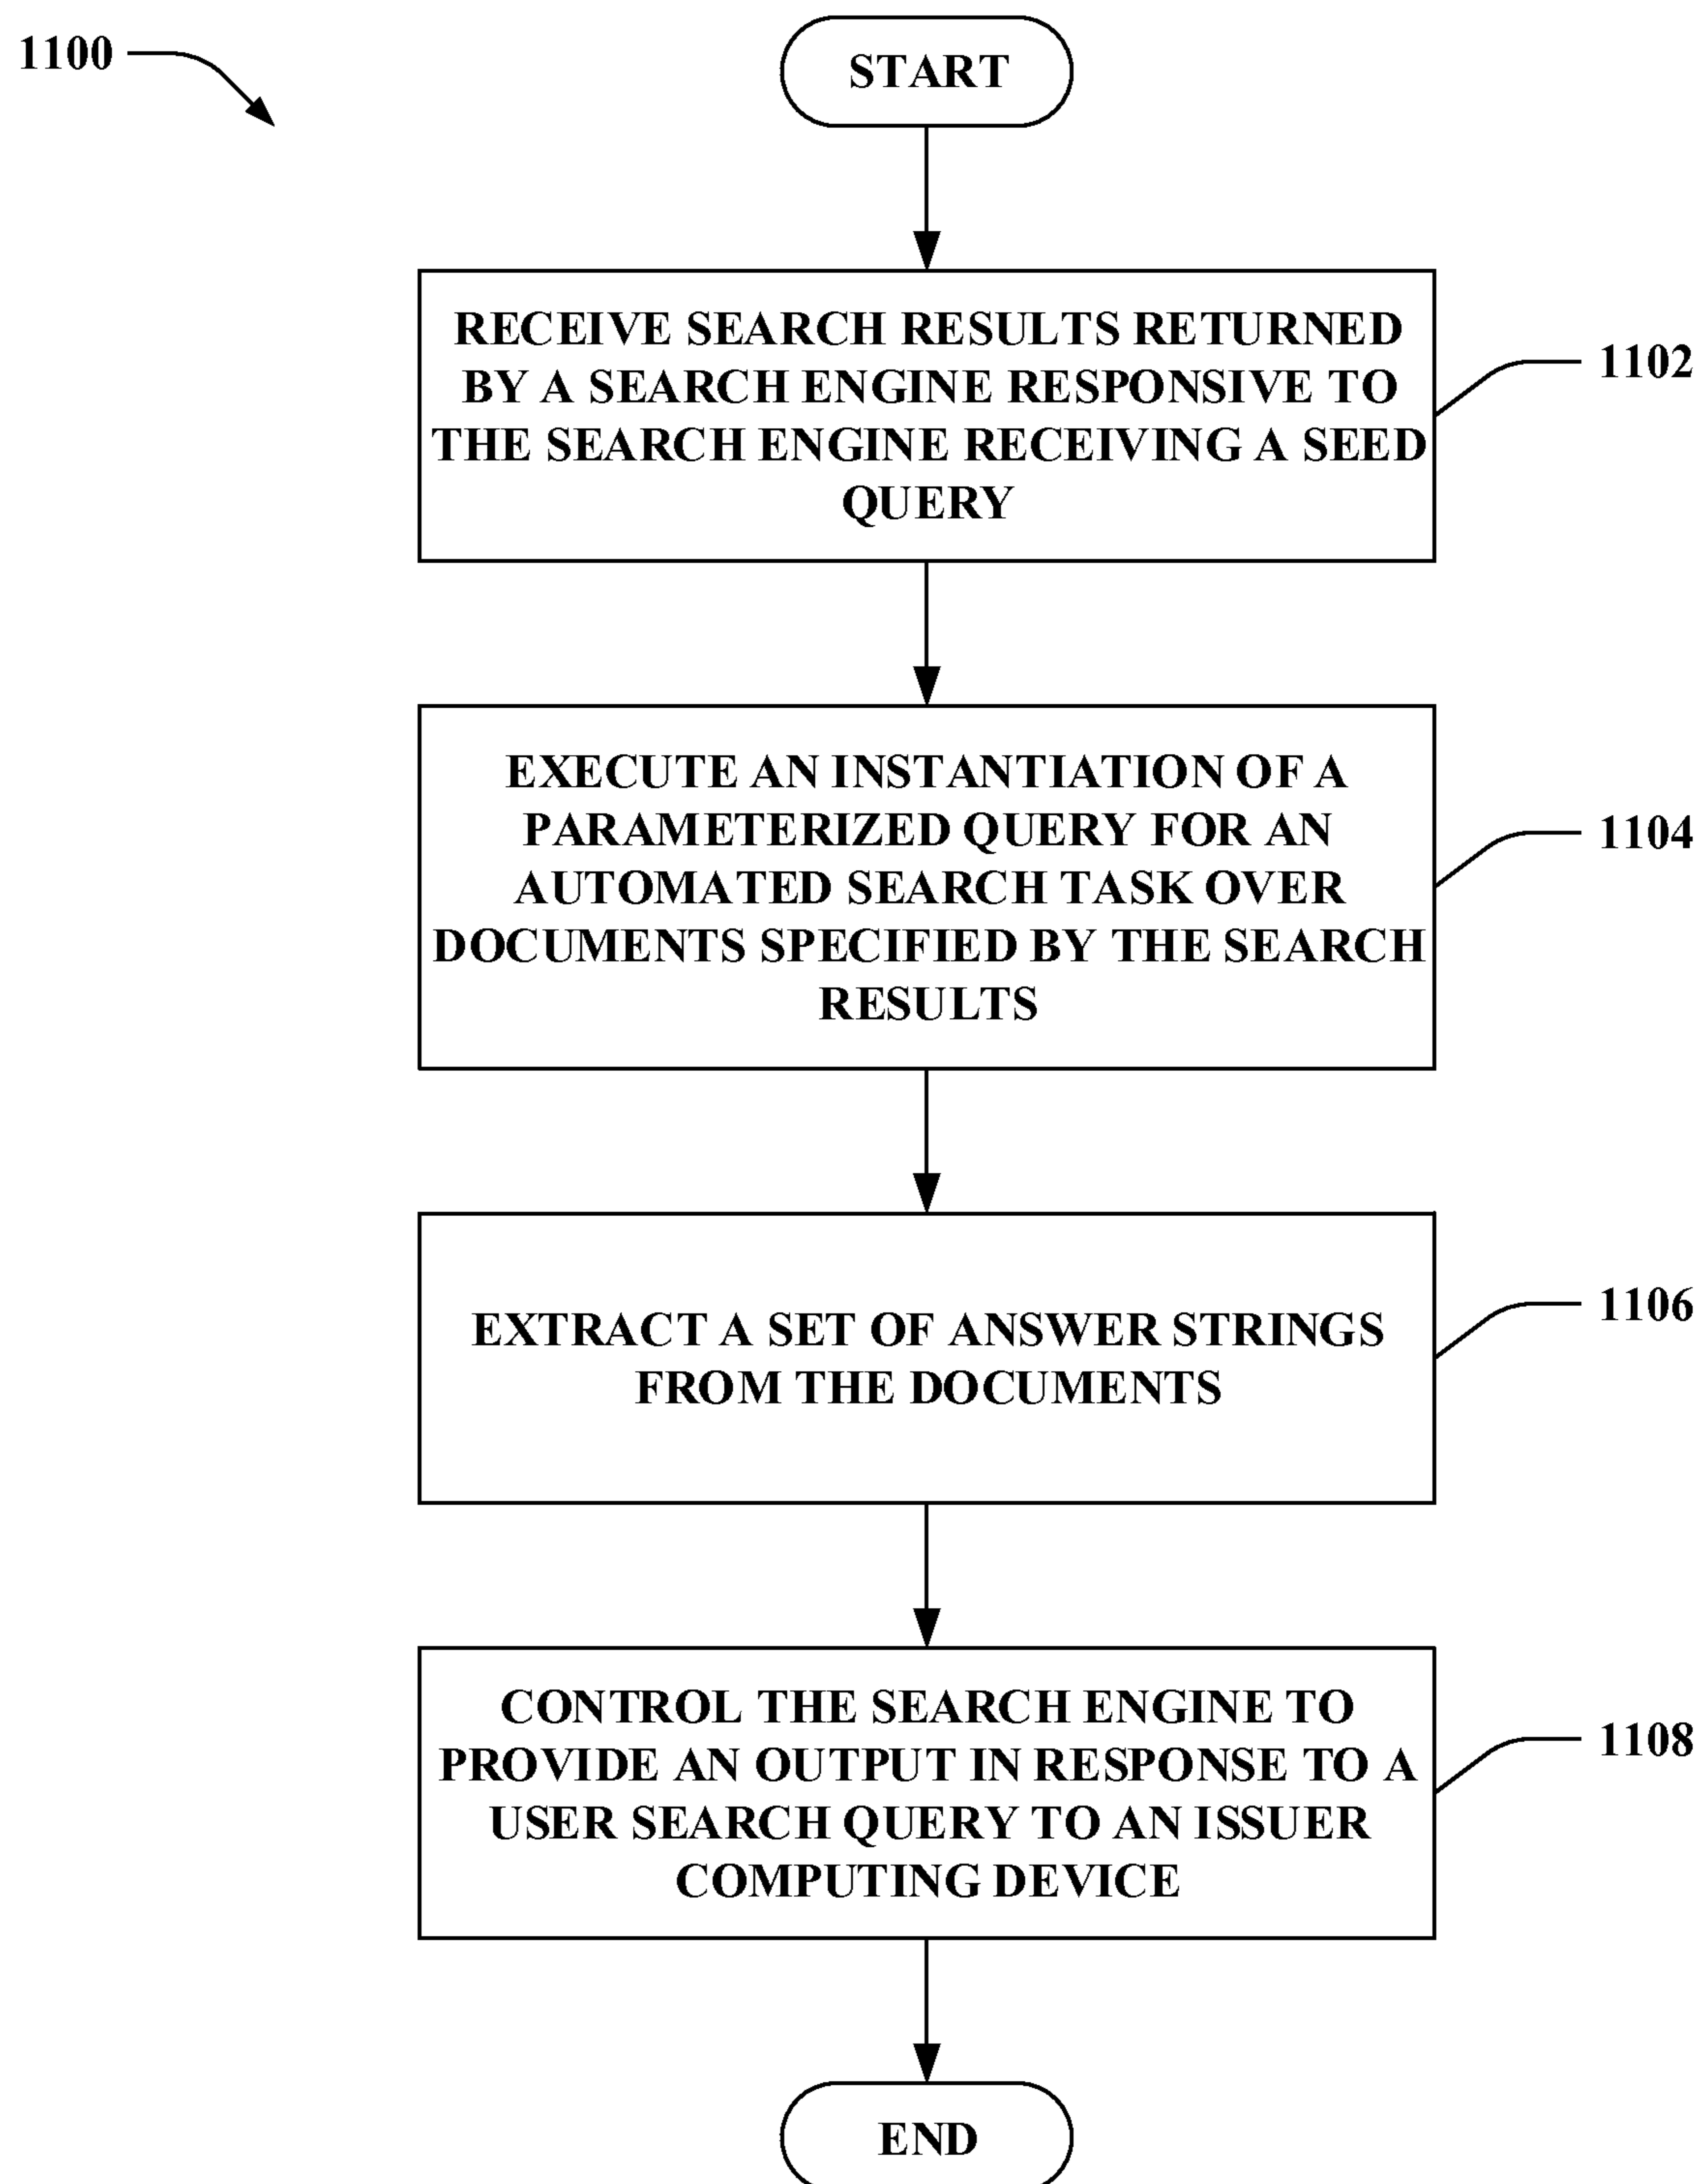 1100
START
RECEIVE SEARCH RESULTS RETURNED
BY A SEARCH ENGINE RESPONSIVE TO
THE SEARCH ENGINE RECEIVING A SEED
QUERY
1102
EXECUTE AN INSTANTIATION OF A
PARAMETERIZED QUERY FOR AN
AUTOMATED SEARCH TASK OVER
DOCUMENTS SPECIFIED BY THE SEARCH
RESULTS
1104
EXTRACT A SET OF ANSWER STRINGS
FROM THE DOCUMENTS
1106
CONTROL THE SEARCH ENGINE TO
PROVIDE AN OUTPUT IN RESPONSE TO A
USER SEARCH QUERY TO AN ISSUER
COMPUTING DEVICE
1108
END